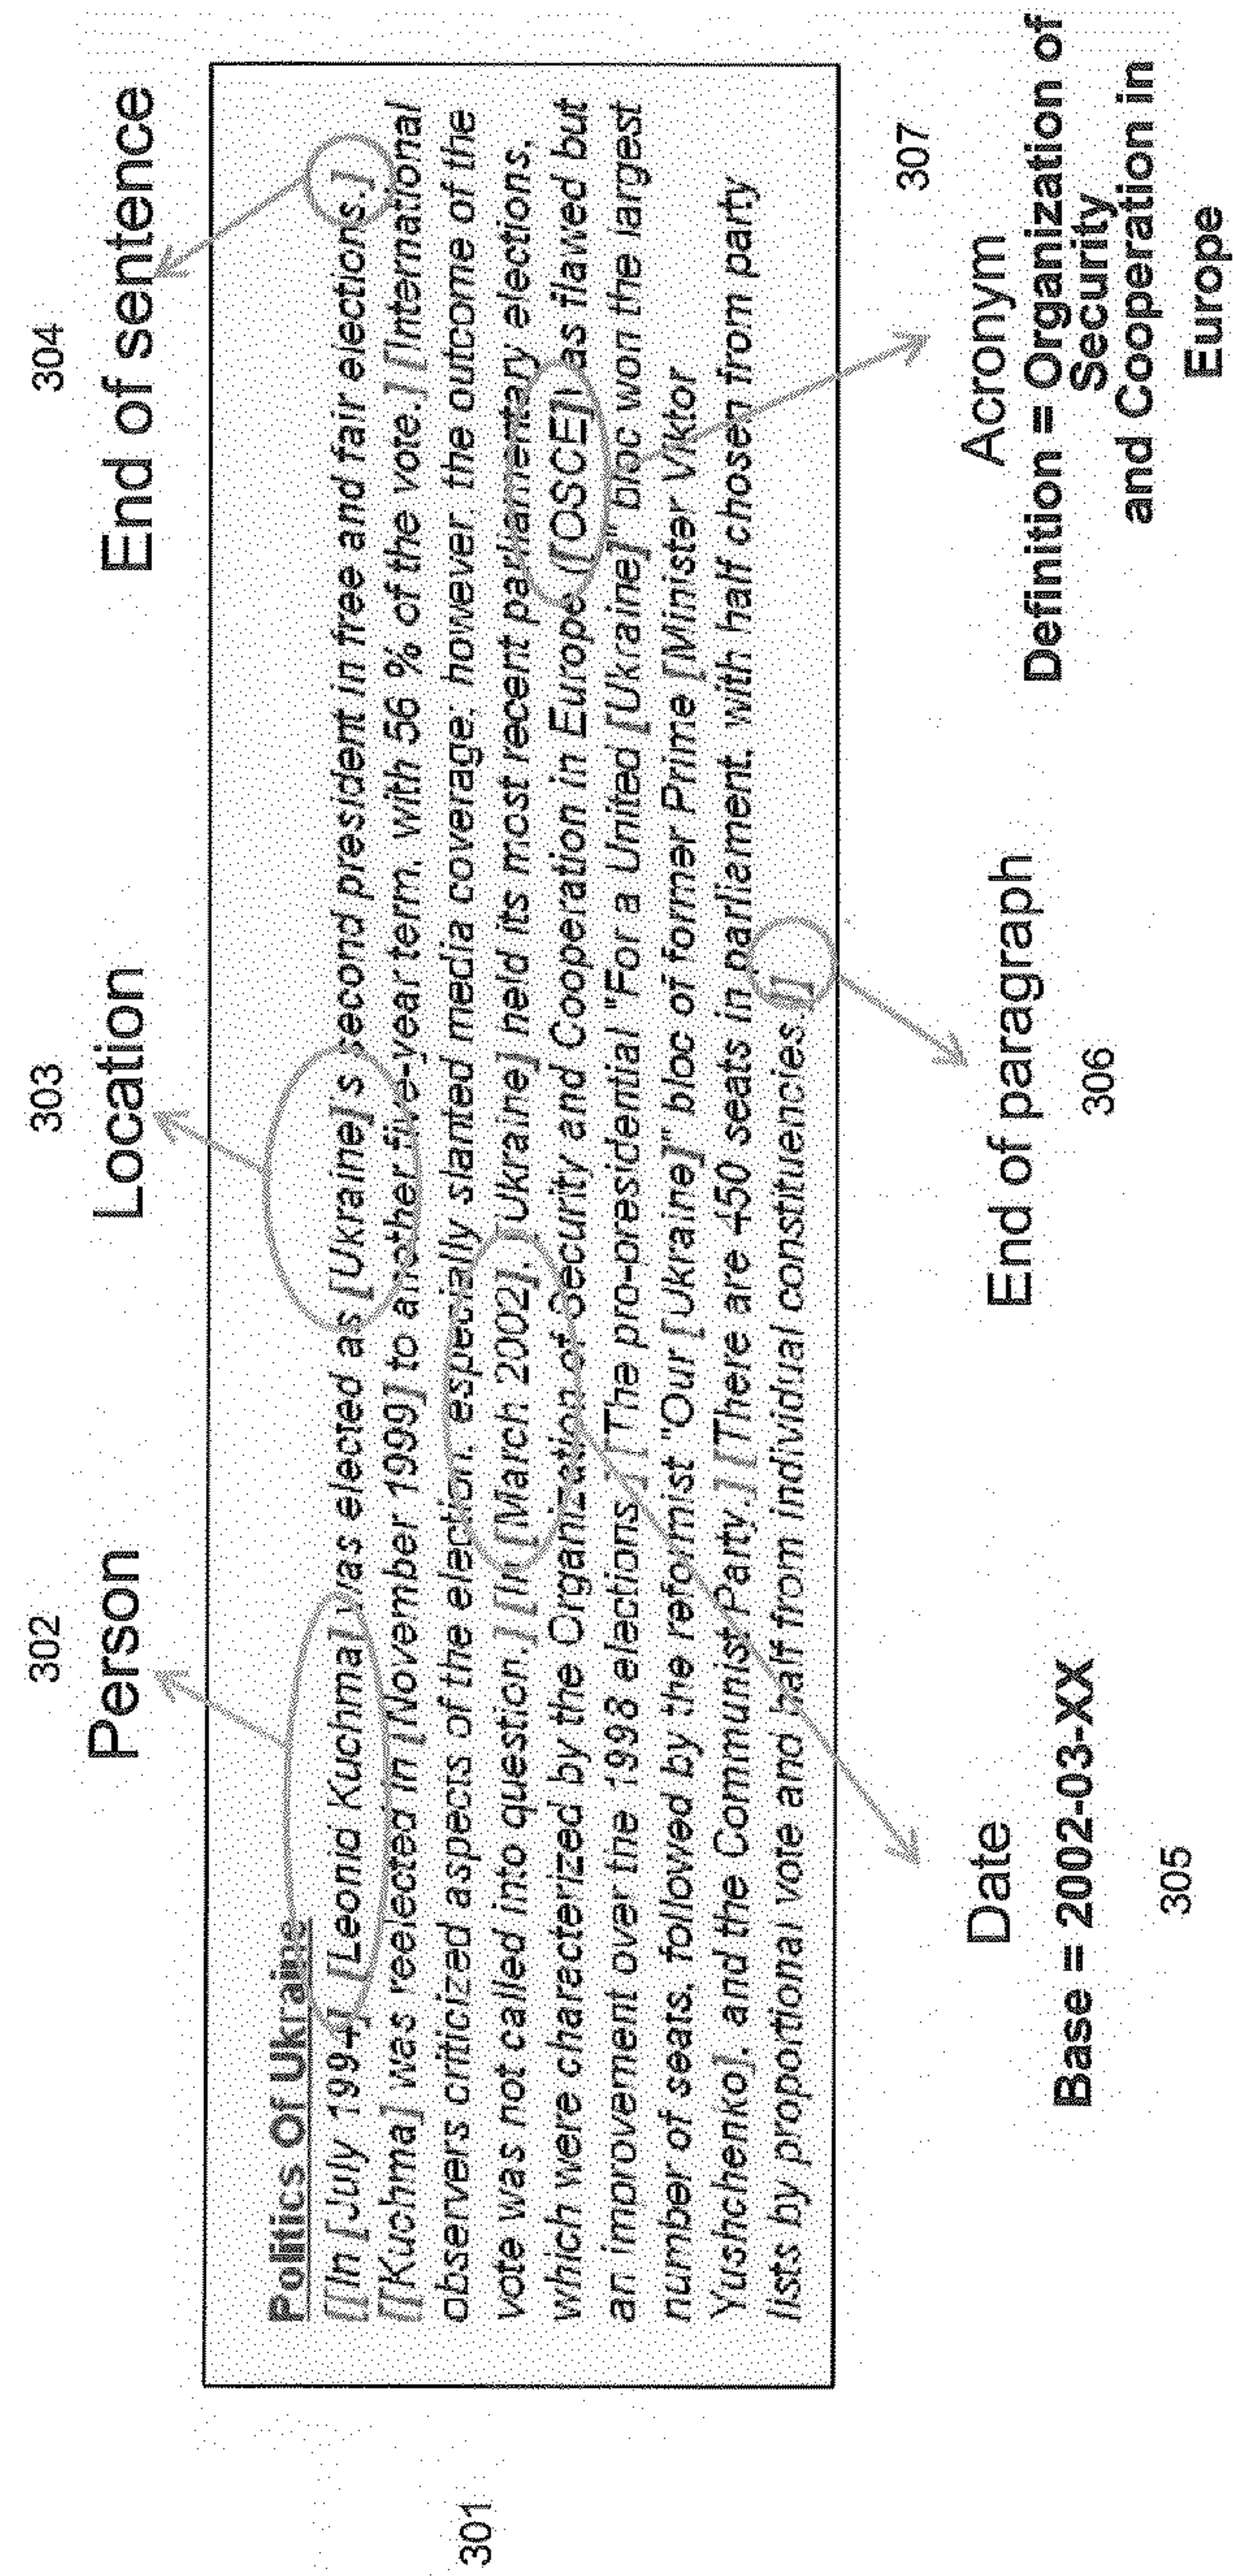 302
303
304
Person
Location
End of sentence
301
Politics Of Ukraine
[[In [July 1994] [Leonid Kuchma] was elected as [Ukraine]'s second president in free and fair elections.]
[[Kuchma] was reelected in [November 1999] to another five-year term, with 56 % of the vote.] [International
observers criticized aspects of the election, especially slanted media coverage; however, the outcome of the
vote was not called into question.] [In [March 2002], [Ukraine] held its most recent parliamentary elections,
which were characterized by the Organization of Security and Cooperation in Europe ([OSCE]) as flawed but
an improvement over the 1998 elections.] [The pro-presidential "For a United [Ukraine]" bloc won the largest
number of seats, followed by the reformist "Our [Ukraine]" bloc of former Prime [Minister Viktor
Yushchenko], and the Communist Party.] [There are 450 seats in parliament, with half chosen from party
lists by proportional vote and half from individual constituencies.]]
Date
Base = 2002-03-XX
305
End of paragraph
306
307
Acronym
Definition = Organization of
Security
and Cooperation in
Europe